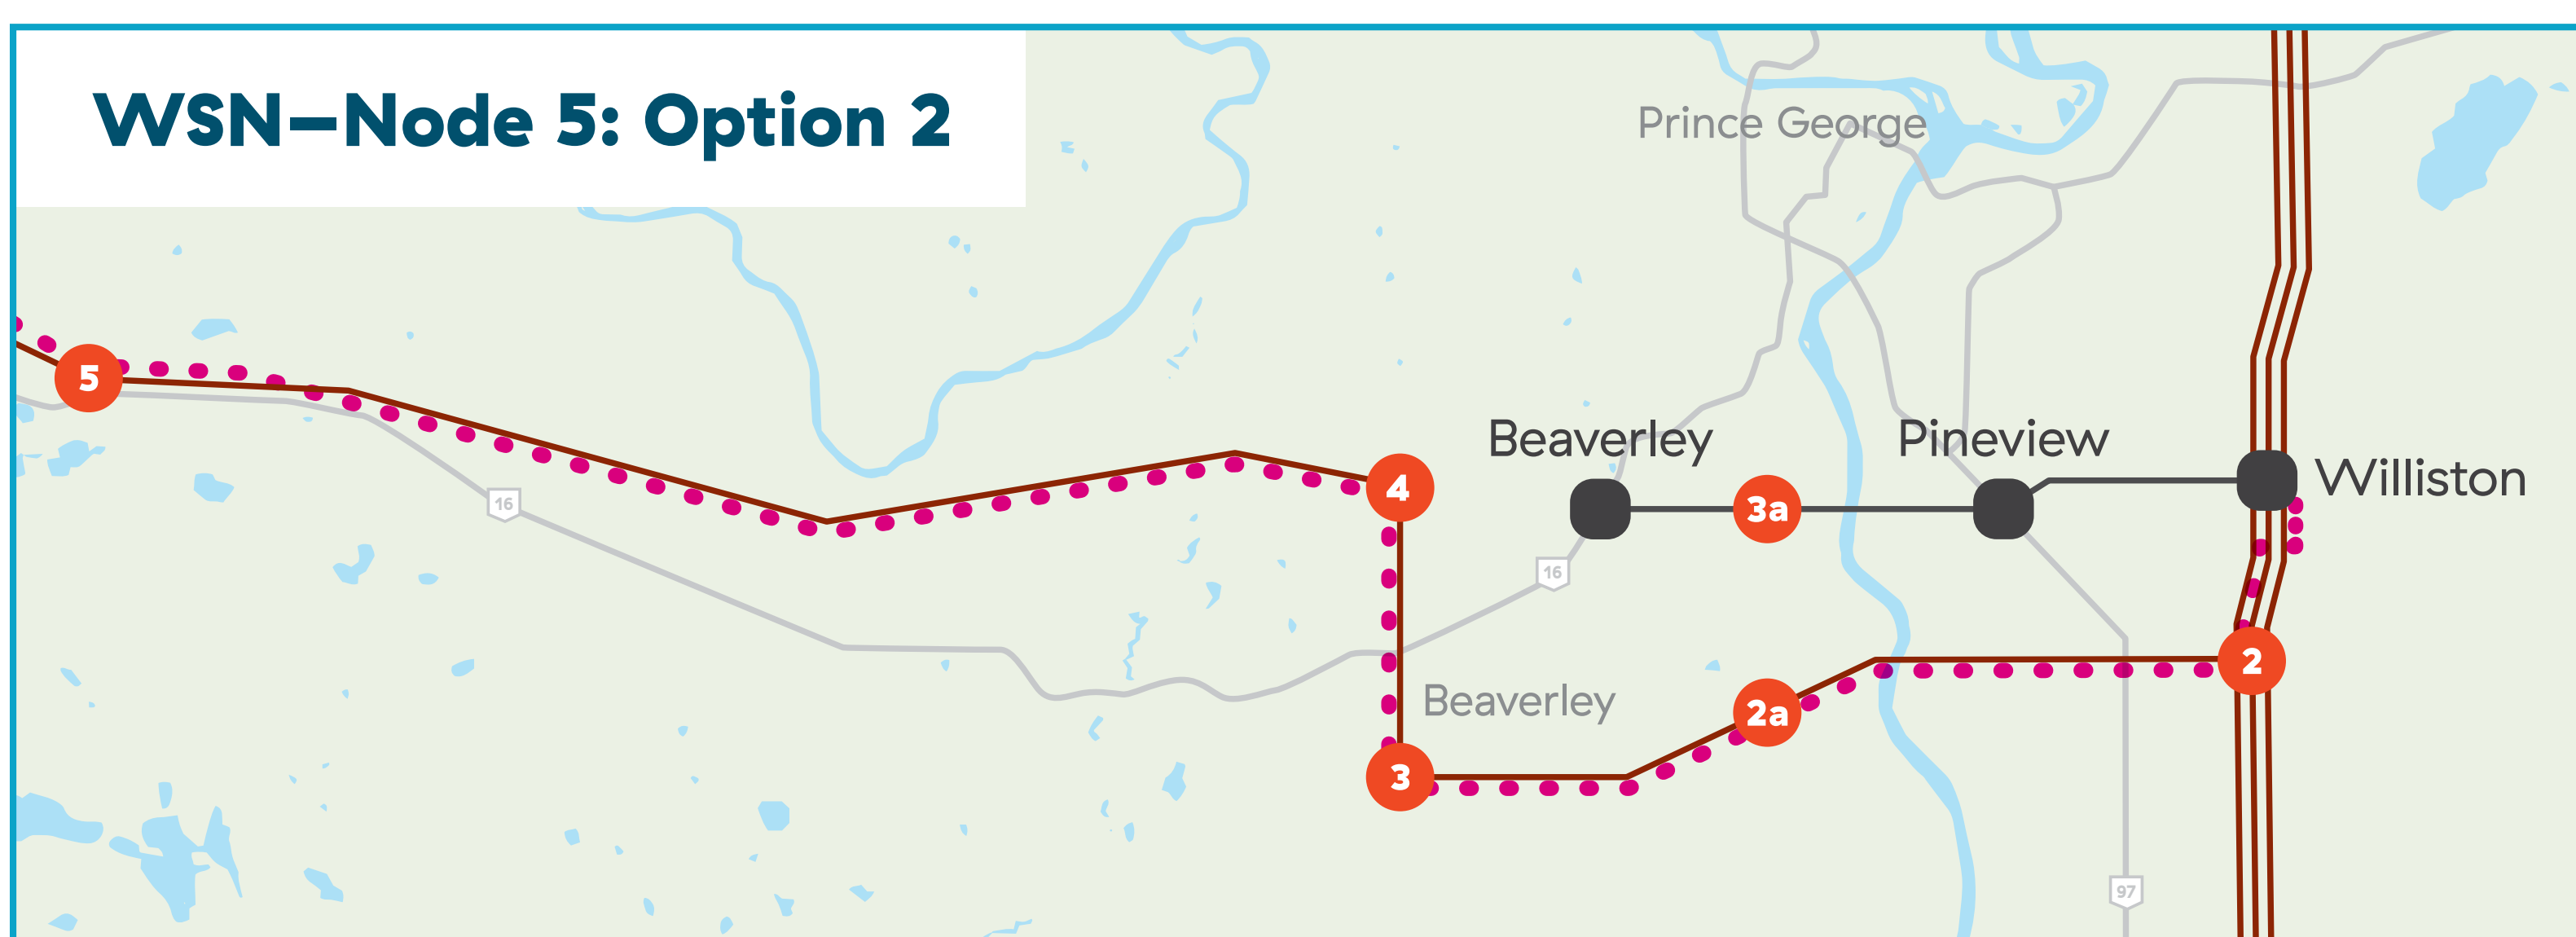 WSN—Node 5: Option 2
Prince George
5
16
4
Beaverley
3a
Pineview
Williston
16
2
Beaverley
2a
3
97